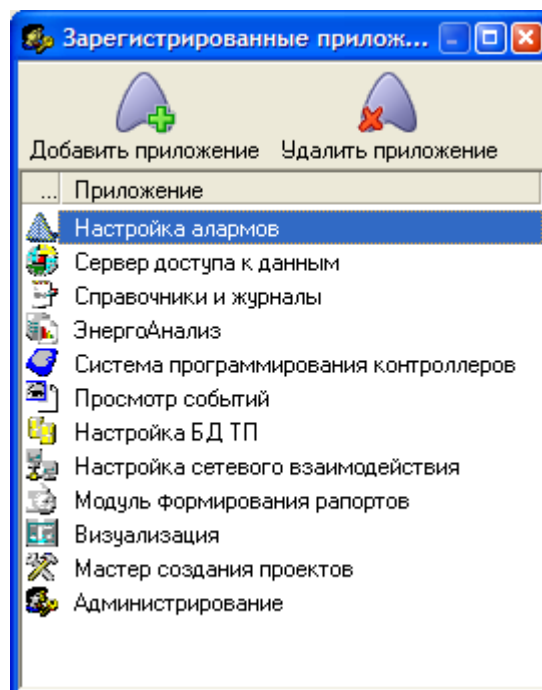 Зарегистрированные прилож...
Добавить приложение Удалить приложение
... Приложение
Настройка алармов
Сервер доступа к данным
Справочники и журналы
ЭнергоАнализ
Система программирования контроллеров
Просмотр событий
Настройка БД ТП
Настройка сетевого взаимодействия
Модуль формирования рапортов
Визуализация
Мастер создания проектов
Администрирование